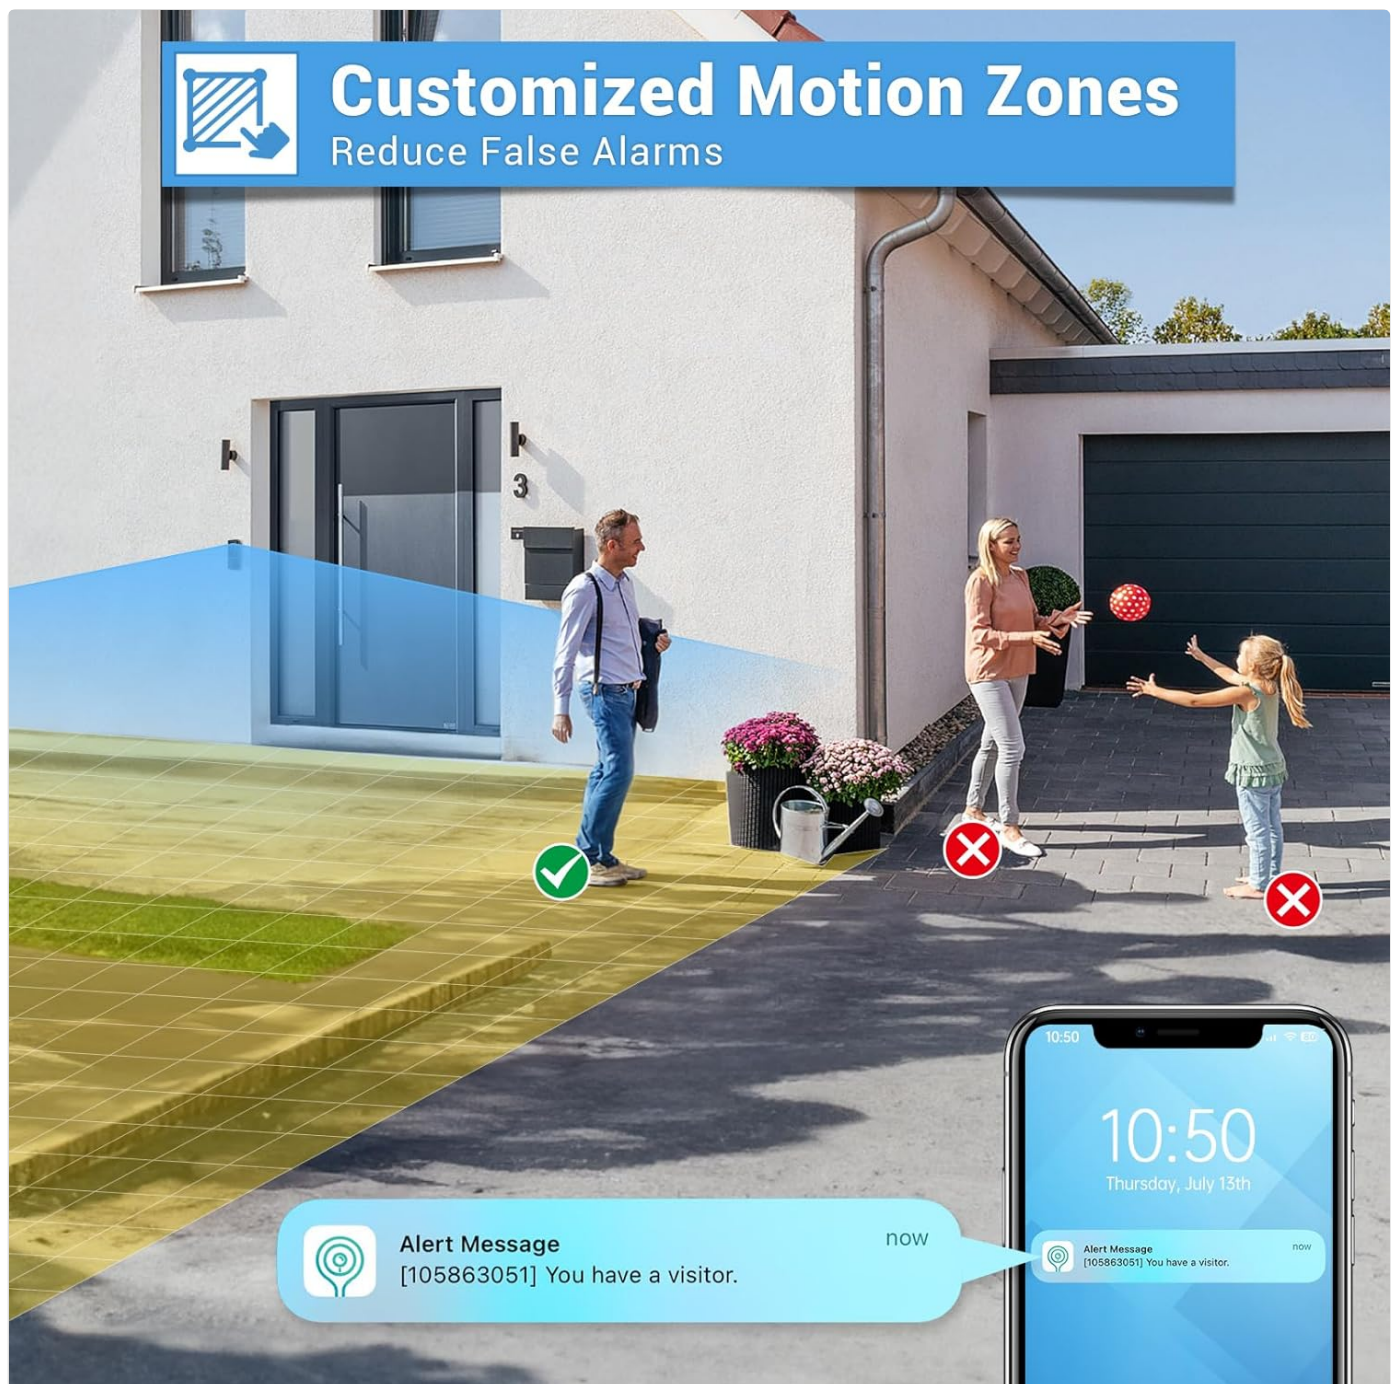 Customized Motion Zones
Reduce False Alarms
3
10:50
10:50
Thursday, July 13th
Alert Message
now
[105863051] You have a visitor.
Alert Message
now
[105863051] You have a visitor.